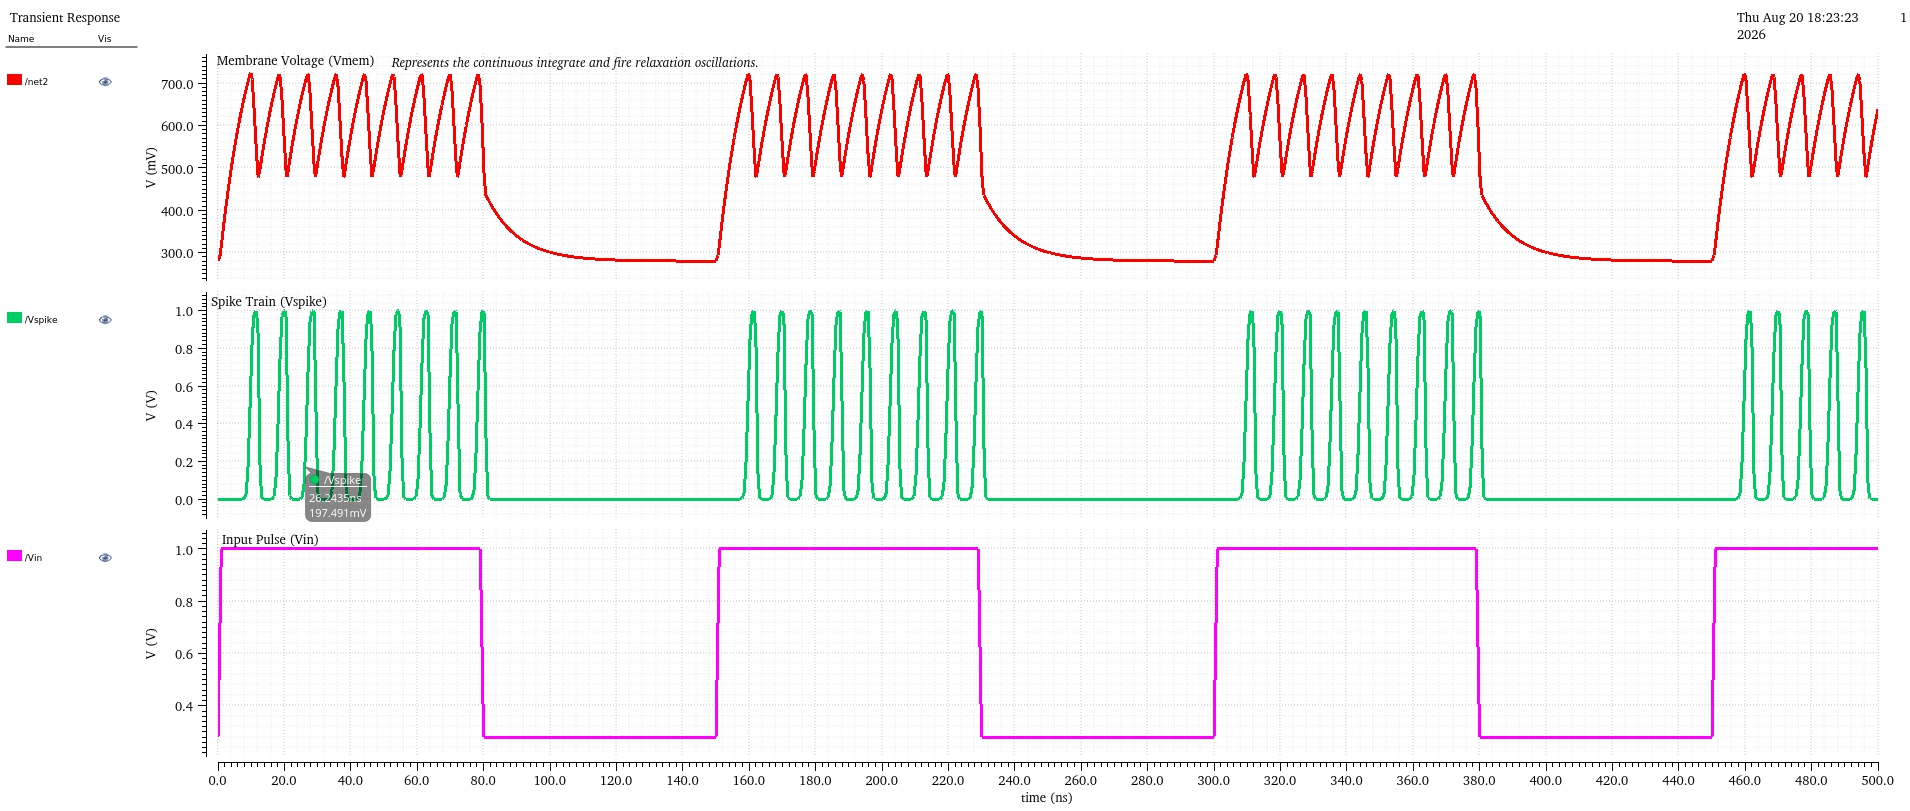 Transient Response
Thu Aug 20 18:23:23 1
2026
Name Vis
/net2
Membrane Voltage (Vmem) Represents the continuous integrate and fire relaxation oscillations.
700.0
600.0
500.0
400.0
300.0
V (mV)
/Vspike
Spike Train (Vspike)
1.0
0.8
0.6
0.4
0.2
0.0
V (V)
/Vspike
26.2435ns
197.491mV
/Vin
Input Pulse (Vin)
1.0
0.8
0.6
0.4
V (V)
0.0 20.0 40.0 60.0 80.0 100.0 120.0 140.0 160.0 180.0 200.0 220.0 240.0 260.0 280.0 300.0 320.0 340.0 360.0 380.0 400.0 420.0 440.0 460.0 480.0 500.0
time (ns)